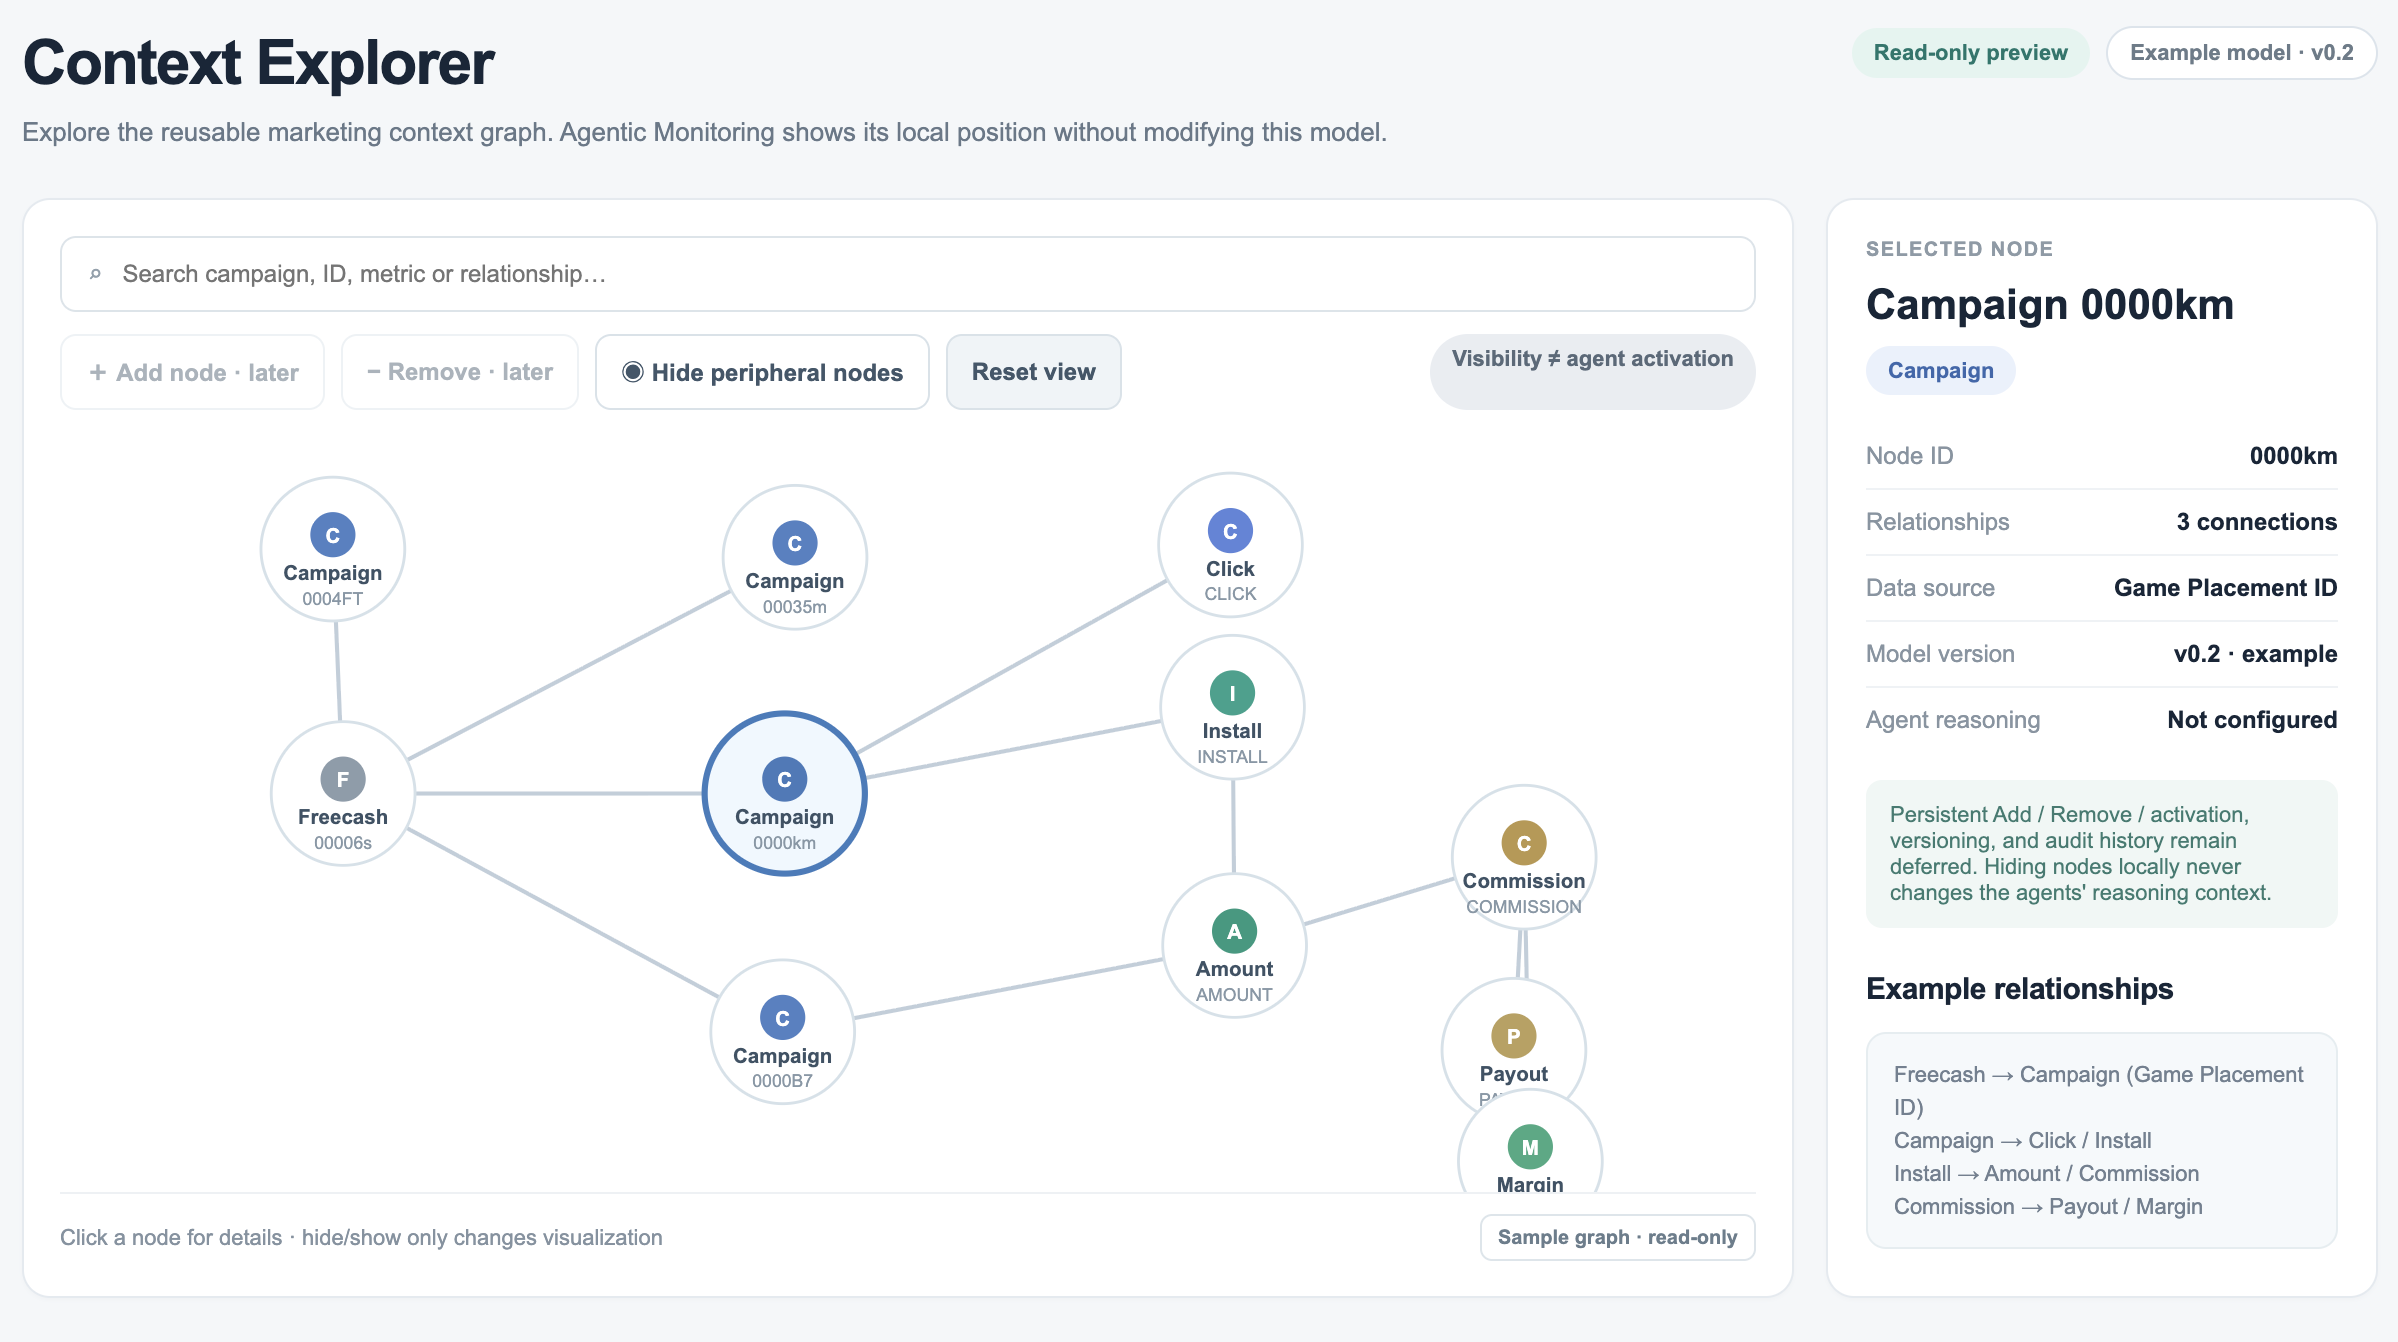 Context Explorer
Read-only preview
Example model · v0.2
Explore the reusable marketing context graph. Agentic Monitoring shows its local position without modifying this model.
Search campaign, ID, metric or relationship…
+ Add node · later
− Remove · later
◉ Hide peripheral nodes
Reset view
Visibility ≠ agent activation
C
Campaign
0004FT
C
Campaign
00035m
C
Click
CLICK
I
Install
INSTALL
F
Freecash
00006s
C
Campaign
0000km
C
Commission
COMMISSION
A
Amount
AMOUNT
C
Campaign
0000B7
P
Payout
M
Margin
Click a node for details · hide/show only changes visualization
Sample graph · read-only
SELECTED NODE
Campaign 0000km
Campaign
Node ID
0000km
Relationships
3 connections
Data source
Game Placement ID
Model version
v0.2 · example
Agent reasoning
Not configured
Persistent Add / Remove / activation,
versioning, and audit history remain
deferred. Hiding nodes locally never
changes the agents' reasoning context.
Example relationships
Freecash → Campaign (Game Placement
ID)
Campaign → Click / Install
Install → Amount / Commission
Commission → Payout / Margin